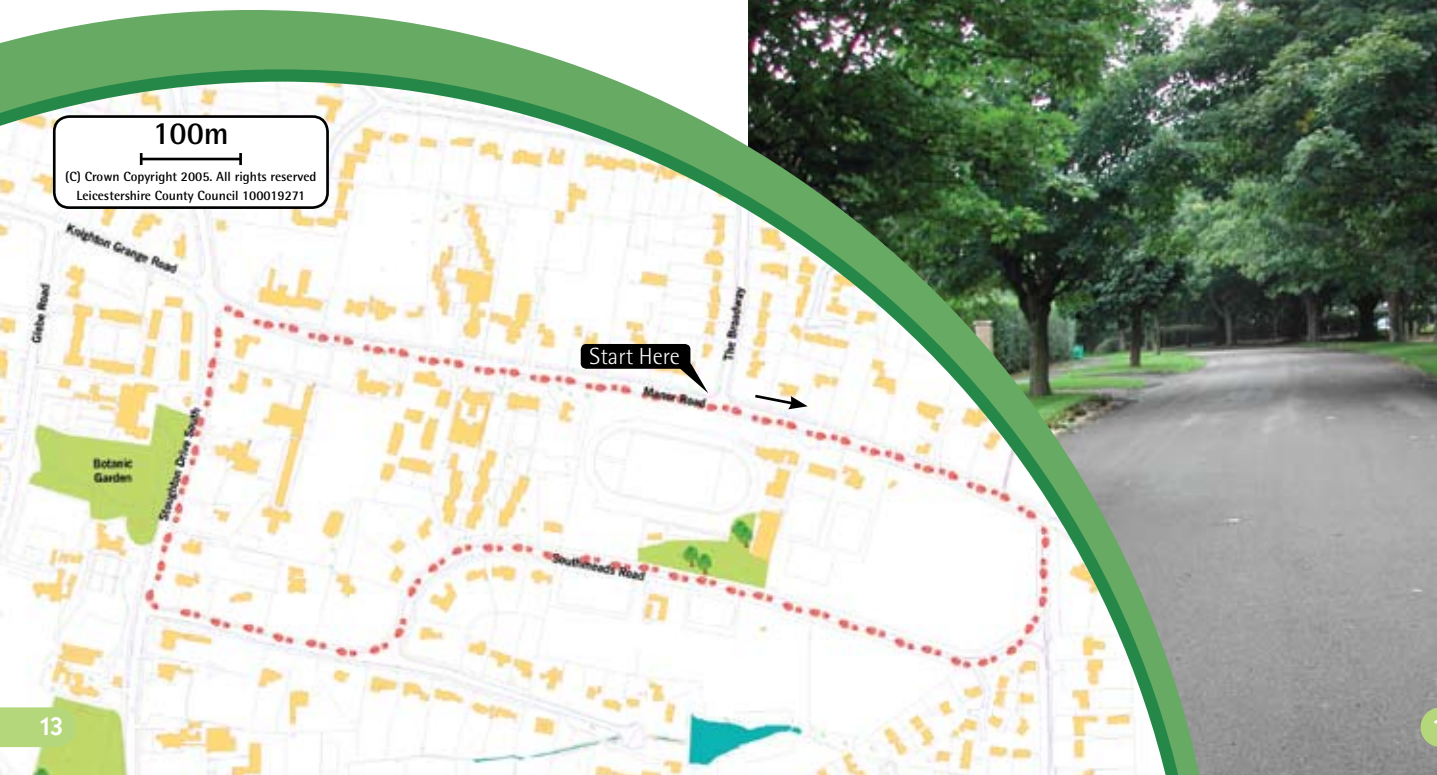 100m
(C) Crown Copyright 2005. All rights reserved
Leicestershire County Council 100019271
Knighton Grange Road
Gibbe Road
The Broadway
Start Here
Manor Road
Stoughton Drive South
Botanic
Garden
Southmeads Road
13